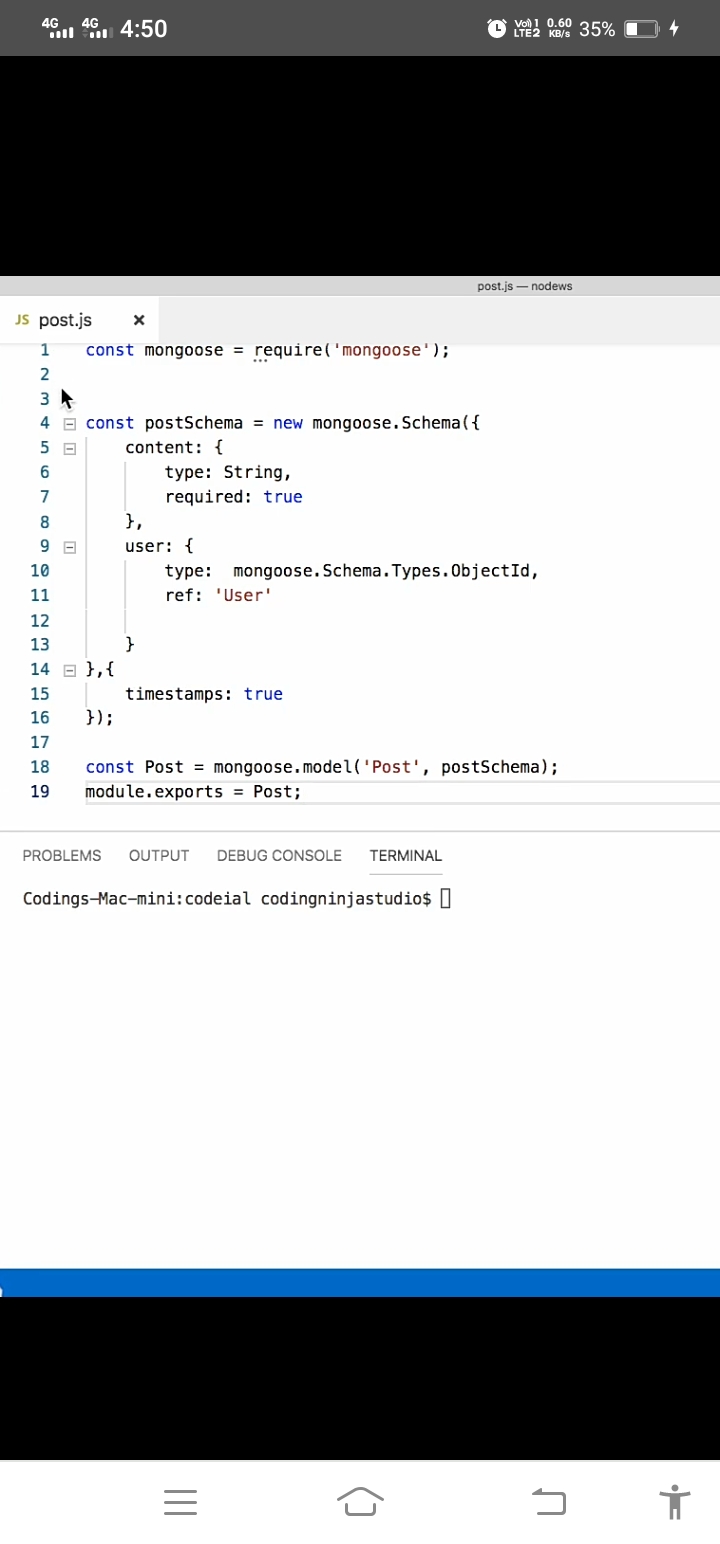 4G 4G 4:50 Vo) 1 LTE2 0.60 KB/s 35%
post.js — nodews
JS post.js ×
1 const mongoose = require('mongoose');
2
3
4 const postSchema = new mongoose.Schema({
5 content: {
6 type: String,
7 required: true
8 },
9 user: {
10 type:  mongoose.Schema.Types.ObjectId,
11 ref: 'User'
12
13 }
14 },{
15 timestamps: true
16 });
17
18 const Post = mongoose.model('Post', postSchema);
19 module.exports = Post;
PROBLEMS OUTPUT DEBUG CONSOLE TERMINAL
Codings-Mac-mini:codeial codingninjastudio$